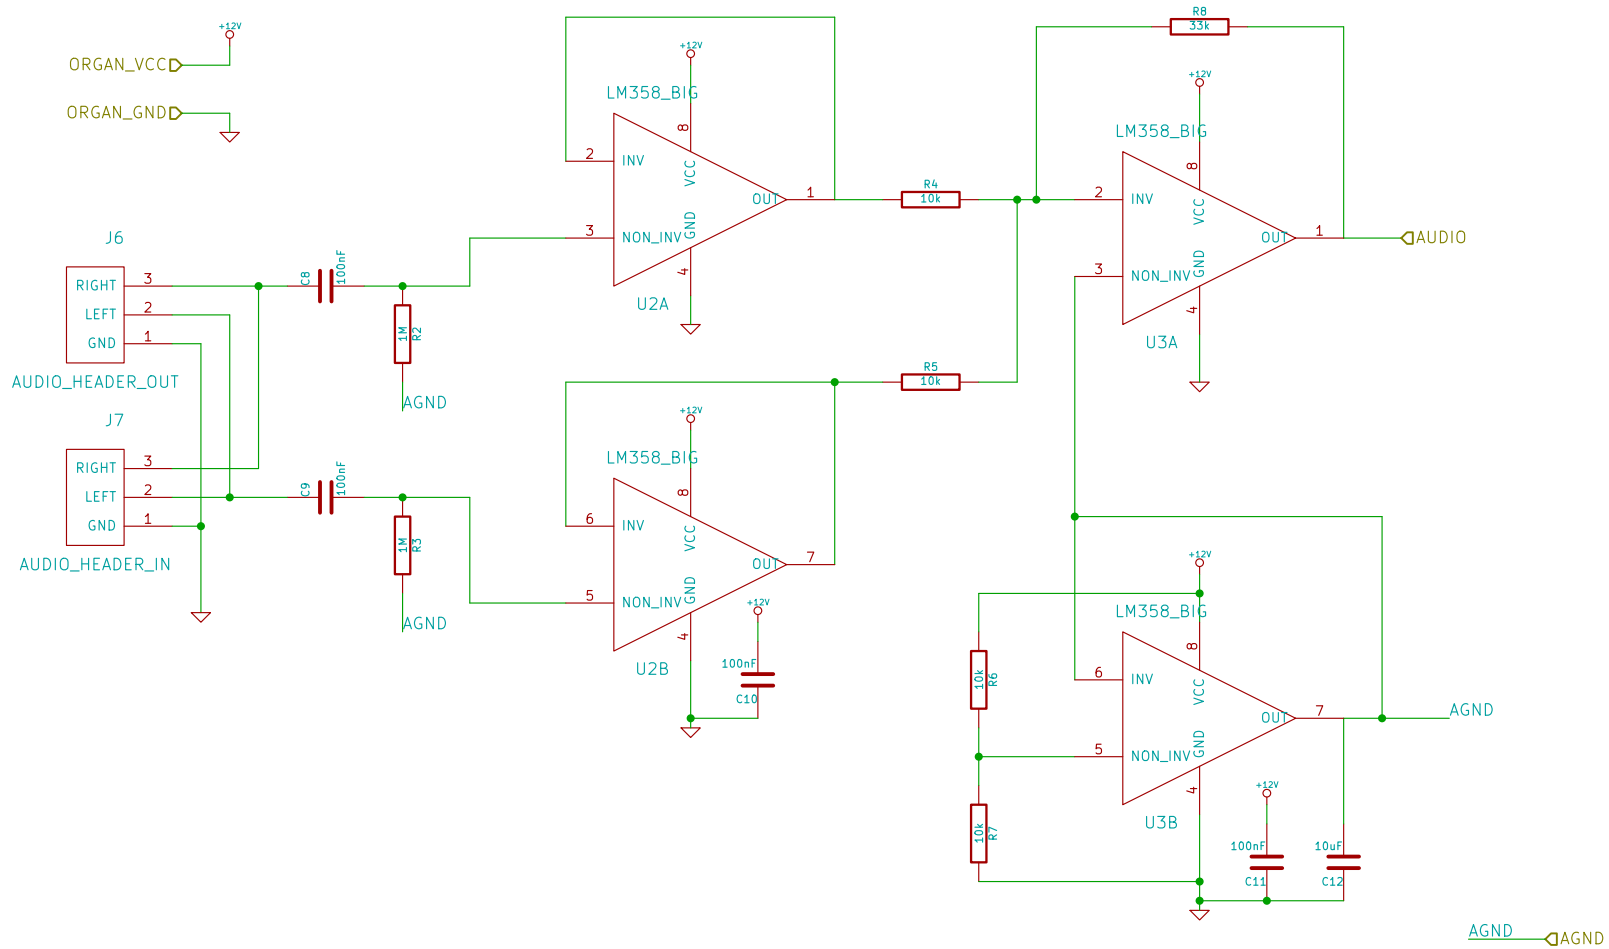 +12V
ORGAN_VCC
ORGAN_GND
J6
RIGHT 3
LEFT 2
GND 1
AUDIO_HEADER_OUT
J7
RIGHT 3
LEFT 2
GND 1
AUDIO_HEADER_IN
C8
100nF
1M
R2
AGND
C9
100nF
1M
R3
AGND
+12V
LM358_BIG
8
VCC
2 INV
OUT 1
3 NON_INV
GND
4
U2A
+12V
LM358_BIG
8
VCC
6 INV
OUT 7
5 NON_INV
GND
4
U2B
+12V
100nF
C10
R4
10k
R5
10k
R8
33k
+12V
LM358_BIG
8
VCC
2 INV
OUT 1
3 NON_INV
GND
4
U3A
AUDIO
+12V
LM358_BIG
8
VCC
6 INV
OUT 7
5 NON_INV
GND
4
U3B
10k
R6
10k
R7
AGND
+12V
100nF
C11
10uF
C12
AGND
AGND